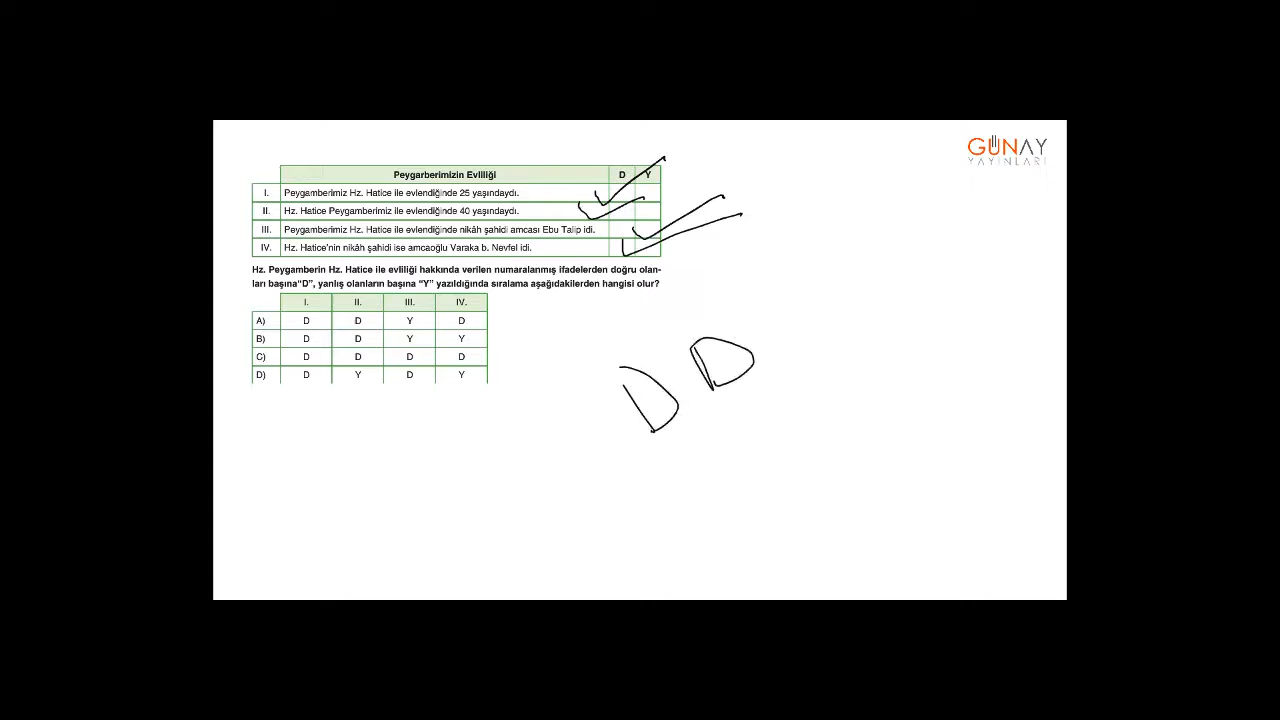 GÜNAY
YAYINLARI
Peygarberimizin Evliliği D Y
I. Peygamberimiz Hz. Hatice ile evlendiğinde 25 yaşındaydı.
II. Hz. Hatice Peygamberimiz ile evlendiğinde 40 yaşındaydı.
III. Peygamberimiz Hz. Hatice ile evlendiğinde nikâh şahidi amcası Ebu Talip idi.
IV. Hz. Hatice'nin nikâh şahidi ise amcaoğlu Varaka b. Nevfel idi.
Hz. Peygamberin Hz. Hatice ile evliliği hakkında verilen numaralanmış ifadelerden doğru olan-
ları başına“D”, yanlış olanların başına “Y” yazıldığında sıralama aşağıdakilerden hangisi olur?
I. II. III. IV.
A) D D Y D
B) D D Y Y
C) D D D D
D) D Y D Y
D D